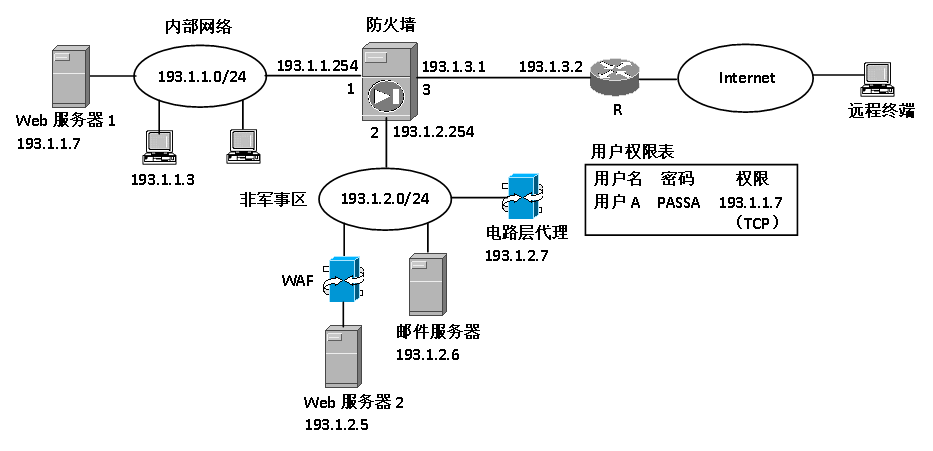 内部网络
防火墙
193.1.1.0/24
193.1.1.254
1
193.1.3.1
3
193.1.3.2
R
Internet
远程终端
Web 服务器 1
193.1.1.7
193.1.1.3
2
193.1.2.254
非军事区
193.1.2.0/24
电路层代理
193.1.2.7
用户权限表
用户名 密码 权限
用户 A PASSA 193.1.1.7
（TCP）
WAF
邮件服务器
193.1.2.6
Web 服务器 2
193.1.2.5